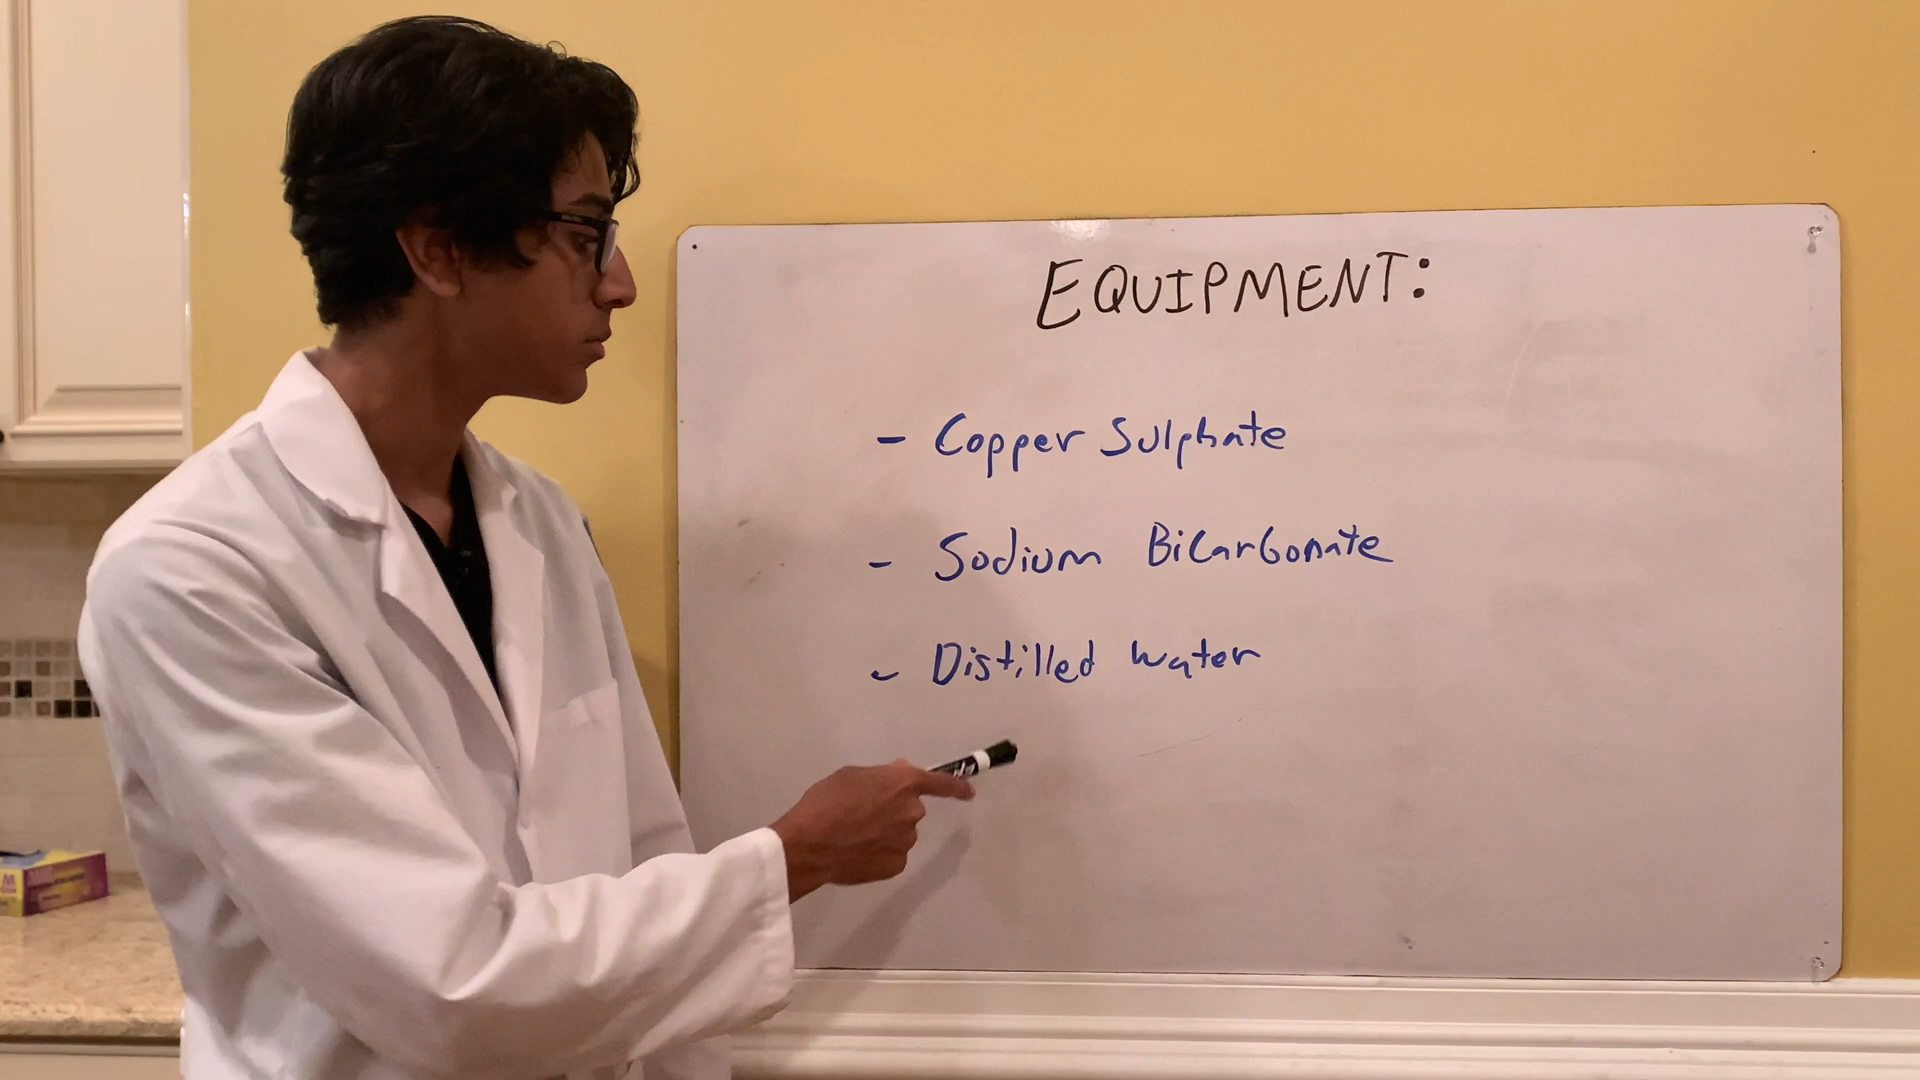 EQUIPMENT:
- Copper Sulphate
- Sodium Bicarbonate
- Distilled Water